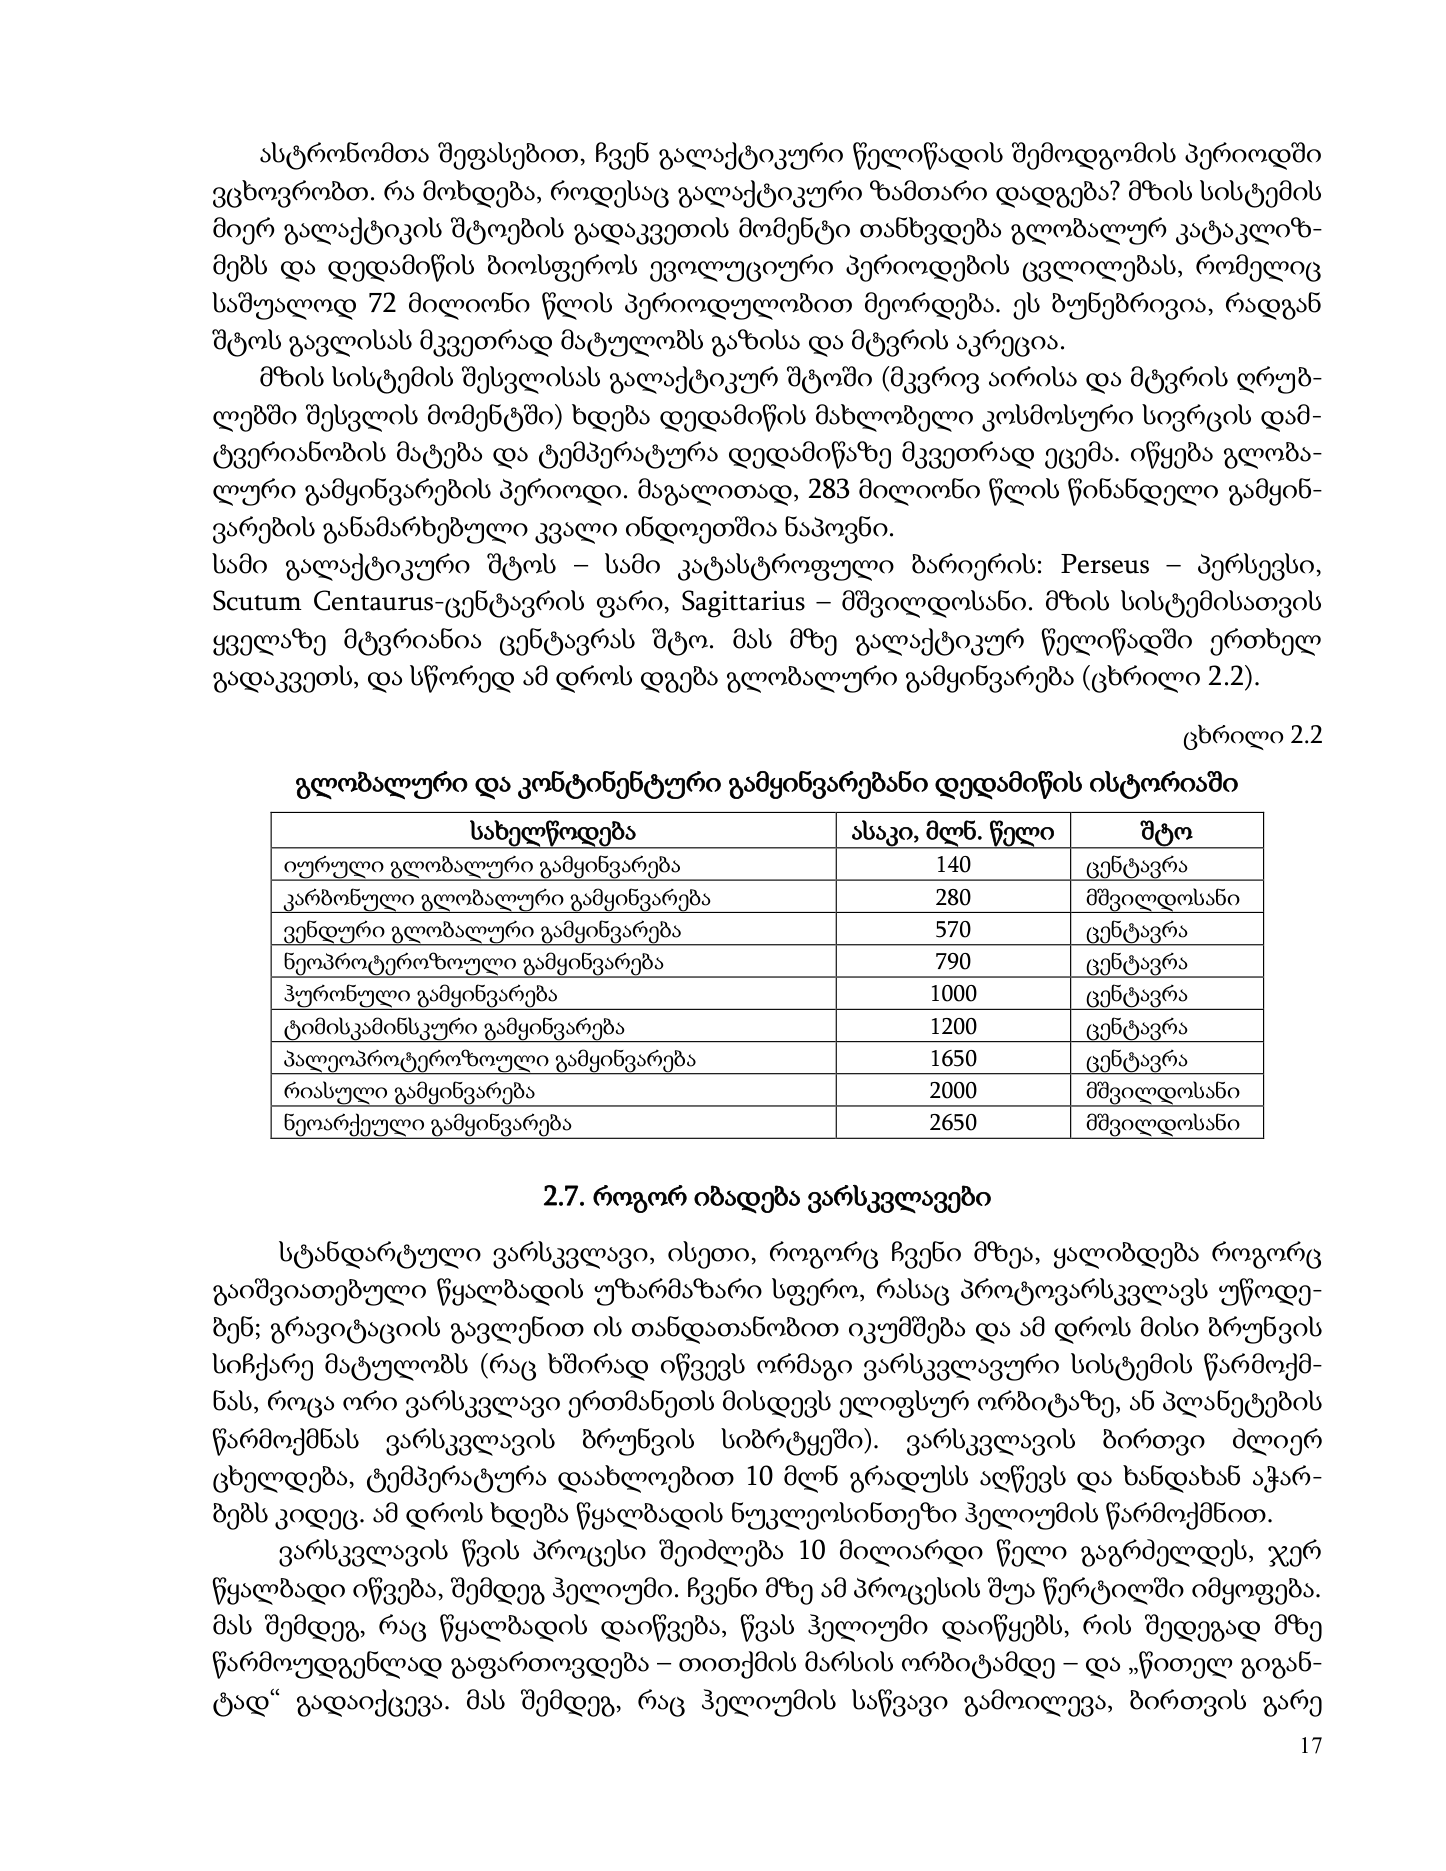 ასტრონომთა შეფასებით, ჩვენ გალაქტიკური წელიწადის შემოდგომის პერიოდში
ვცხოვრობთ. რა მოხდება, როდესაც გალაქტიკური ზამთარი დადგება? მზის სისტემის
მიერ გალაქტიკის შტოების გადაკვეთის მომენტი თანხვდება გლობალურ კატაკლიზ-
მებს და დედამიწის ბიოსფეროს ევოლუციური პერიოდების ცვლილებას, რომელიც
საშუალოდ 72 მილიონი წლის პერიოდულობით მეორდება. ეს ბუნებრივია, რადგან
შტოს გავლისას მკვეთრად მატულობს გაზისა და მტვრის აკრეცია.
მზის სისტემის შესვლისას გალაქტიკურ შტოში (მკვრივ აირისა და მტვრის ღრუბ-
ლებში შესვლის მომენტში) ხდება დედამიწის მახლობელი კოსმოსური სივრცის დამ-
ტვერიანობის მატება და ტემპერატურა დედამიწაზე მკვეთრად ეცემა. იწყება გლობა-
ლური გამყინვარების პერიოდი. მაგალითად, 283 მილიონი წლის წინანდელი გამყინ-
ვარების განამარხებული კვალი ინდოეთშია ნაპოვნი.
სამი გალაქტიკური შტოს – სამი კატასტროფული ბარიერის: Perseus – პერსევსი,
Scutum Centaurus-ცენტავრის ფარი, Sagittarius – მშვილდოსანი. მზის სისტემისათვის
ყველაზე მტვრიანია ცენტავრას შტო. მას მზე გალაქტიკურ წელიწადში ერთხელ
გადაკვეთს, და სწორედ ამ დროს დგება გლობალური გამყინვარება (ცხრილი 2.2).
ცხრილი 2.2
გლობალური და კონტინენტური გამყინვარებანი დედამიწის ისტორიაში
სახელწოდება ასაკი, მლნ. წელი შტო
იურული გლობალური გამყინვარება 140 ცენტავრა
კარბონული გლობალური გამყინვარება 280 მშვილდოსანი
ვენდური გლობალური გამყინვარება 570 ცენტავრა
ნეოპროტეროზოული გამყინვარება 790 ცენტავრა
ჰურონული გამყინვარება 1000 ცენტავრა
ტიმისკამინსკური გამყინვარება 1200 ცენტავრა
პალეოპროტეროზოული გამყინვარება 1650 ცენტავრა
რიასული გამყინვარება 2000 მშვილდოსანი
ნეოარქეული გამყინვარება 2650 მშვილდოსანი
2.7. როგორ იბადება ვარსკვლავები
სტანდარტული ვარსკვლავი, ისეთი, როგორც ჩვენი მზეა, ყალიბდება როგორც
გაიშვიათებული წყალბადის უზარმაზარი სფერო, რასაც პროტოვარსკვლავს უწოდე-
ბენ; გრავიტაციის გავლენით ის თანდათანობით იკუმშება და ამ დროს მისი ბრუნვის
სიჩქარე მატულობს (რაც ხშირად იწვევს ორმაგი ვარსკვლავური სისტემის წარმოქმ-
ნას, როცა ორი ვარსკვლავი ერთმანეთს მისდევს ელიფსურ ორბიტაზე, ან პლანეტების
წარმოქმნას ვარსკვლავის ბრუნვის სიბრტყეში). ვარსკვლავის ბირთვი ძლიერ
ცხელდება, ტემპერატურა დაახლოებით 10 მლნ გრადუსს აღწევს და ხანდახან აჭარ-
ბებს კიდეც. ამ დროს ხდება წყალბადის ნუკლეოსინთეზი ჰელიუმის წარმოქმნით.
ვარსკვლავის წვის პროცესი შეიძლება 10 მილიარდი წელი გაგრძელდეს, ჯერ
წყალბადი იწვება, შემდეგ ჰელიუმი. ჩვენი მზე ამ პროცესის შუა წერტილში იმყოფება.
მას შემდეგ, რაც წყალბადის დაიწვება, წვას ჰელიუმი დაიწყებს, რის შედეგად მზე
წარმოუდგენლად გაფართოვდება – თითქმის მარსის ორბიტამდე – და „წითელ გიგან-
ტად“ გადაიქცევა. მას შემდეგ, რაც ჰელიუმის საწვავი გამოილევა, ბირთვის გარე
17